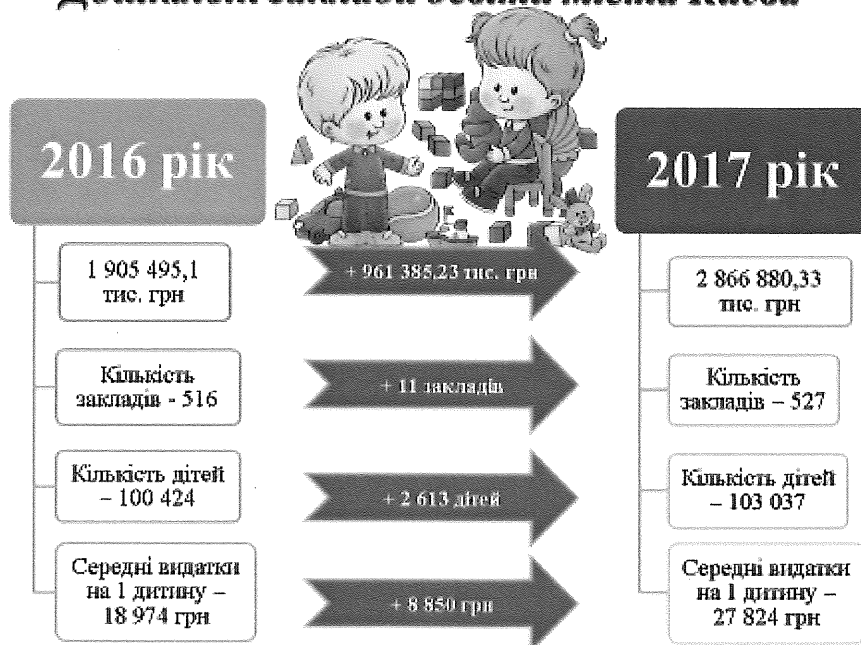 2016 рік
2017 рік
1 905 495,1
тис. грн
+ 961 385,23 тис. грн
2 866 880,33
тис. грн
Кількість
закладів - 516
+ 11 закладів
Кількість
закладів – 527
Кількість дітей
– 100 424
+ 2 613 дітей
Кількість дітей
– 103 037
Середні видатки
на 1 дитину –
18 974 грн
+ 8 850 грн
Середні видатки
на 1 дитину –
27 824 грн